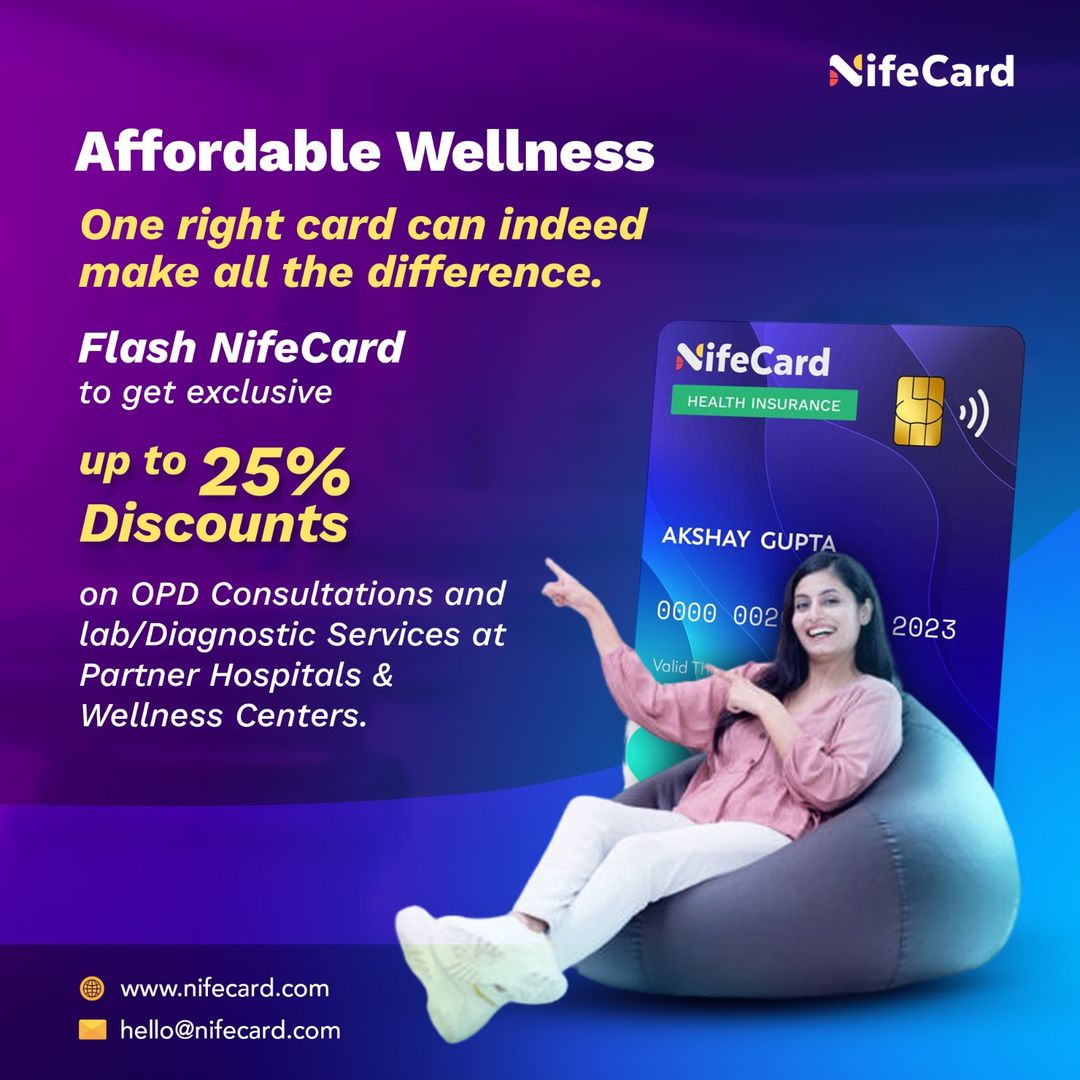 NifeCard
Affordable Wellness
One right card can indeed
make all the difference.
Flash NifeCard
to get exclusive
up to 25%
Discounts
on OPD Consultations and
lab/Diagnostic Services at
Partner Hospitals &
Wellness Centers.
NifeCard
HEALTH INSURANCE
AKSHAY GUPTA
0000 002 2023
Valid
www.nifecard.com
hello@nifecard.com